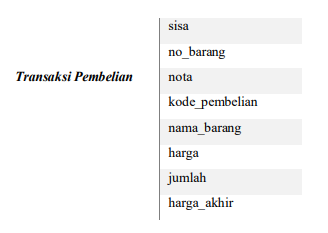 sisa
no_barang
Transaksi Pembelian
nota
kode_pembelian
nama_barang
harga
jumlah
harga_akhir